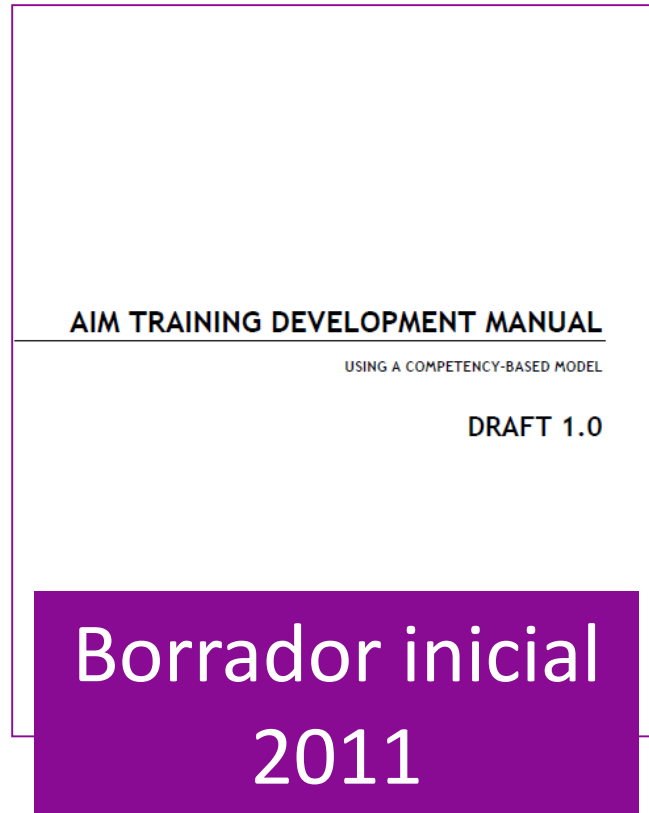 AIM TRAINING DEVELOPMENT MANUAL
USING A COMPETENCY-BASED MODEL
DRAFT 1.0
Borrador inicial
2011